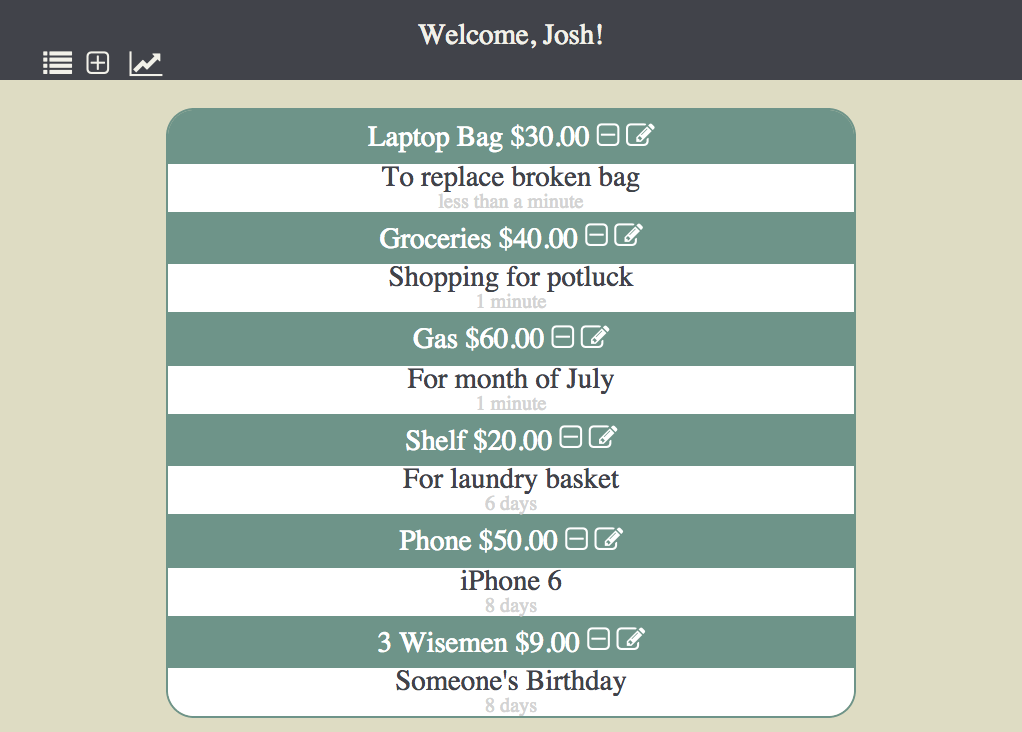 Welcome, Josh!
Laptop Bag $30.00
To replace broken bag
less than a minute
Groceries $40.00
Shopping for potluck
1 minute
Gas $60.00
For month of July
1 minute
Shelf $20.00
For laundry basket
6 days
Phone $50.00
iPhone 6
8 days
3 Wisemen $9.00
Someone's Birthday
8 days